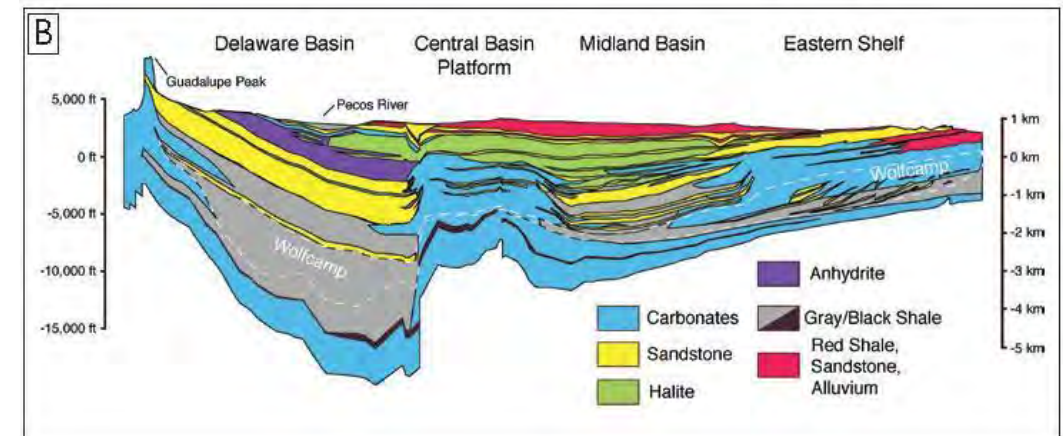 B
Delaware Basin
Central Basin
Platform
Midland Basin
Eastern Shelf
Guadalupe Peak
Pecos River
5,000 ft
0 ft
-5,000 ft
-10,000 ft
-15,000 ft
1 km
0 km
-1 km
-2 km
-3 km
-4 km
-5 km
Wolfcamp
Wolfcamp
Anhydrite
Carbonates
Gray/Black Shale
Sandstone
Red Shale,
Sandstone,
Alluvium
Halite